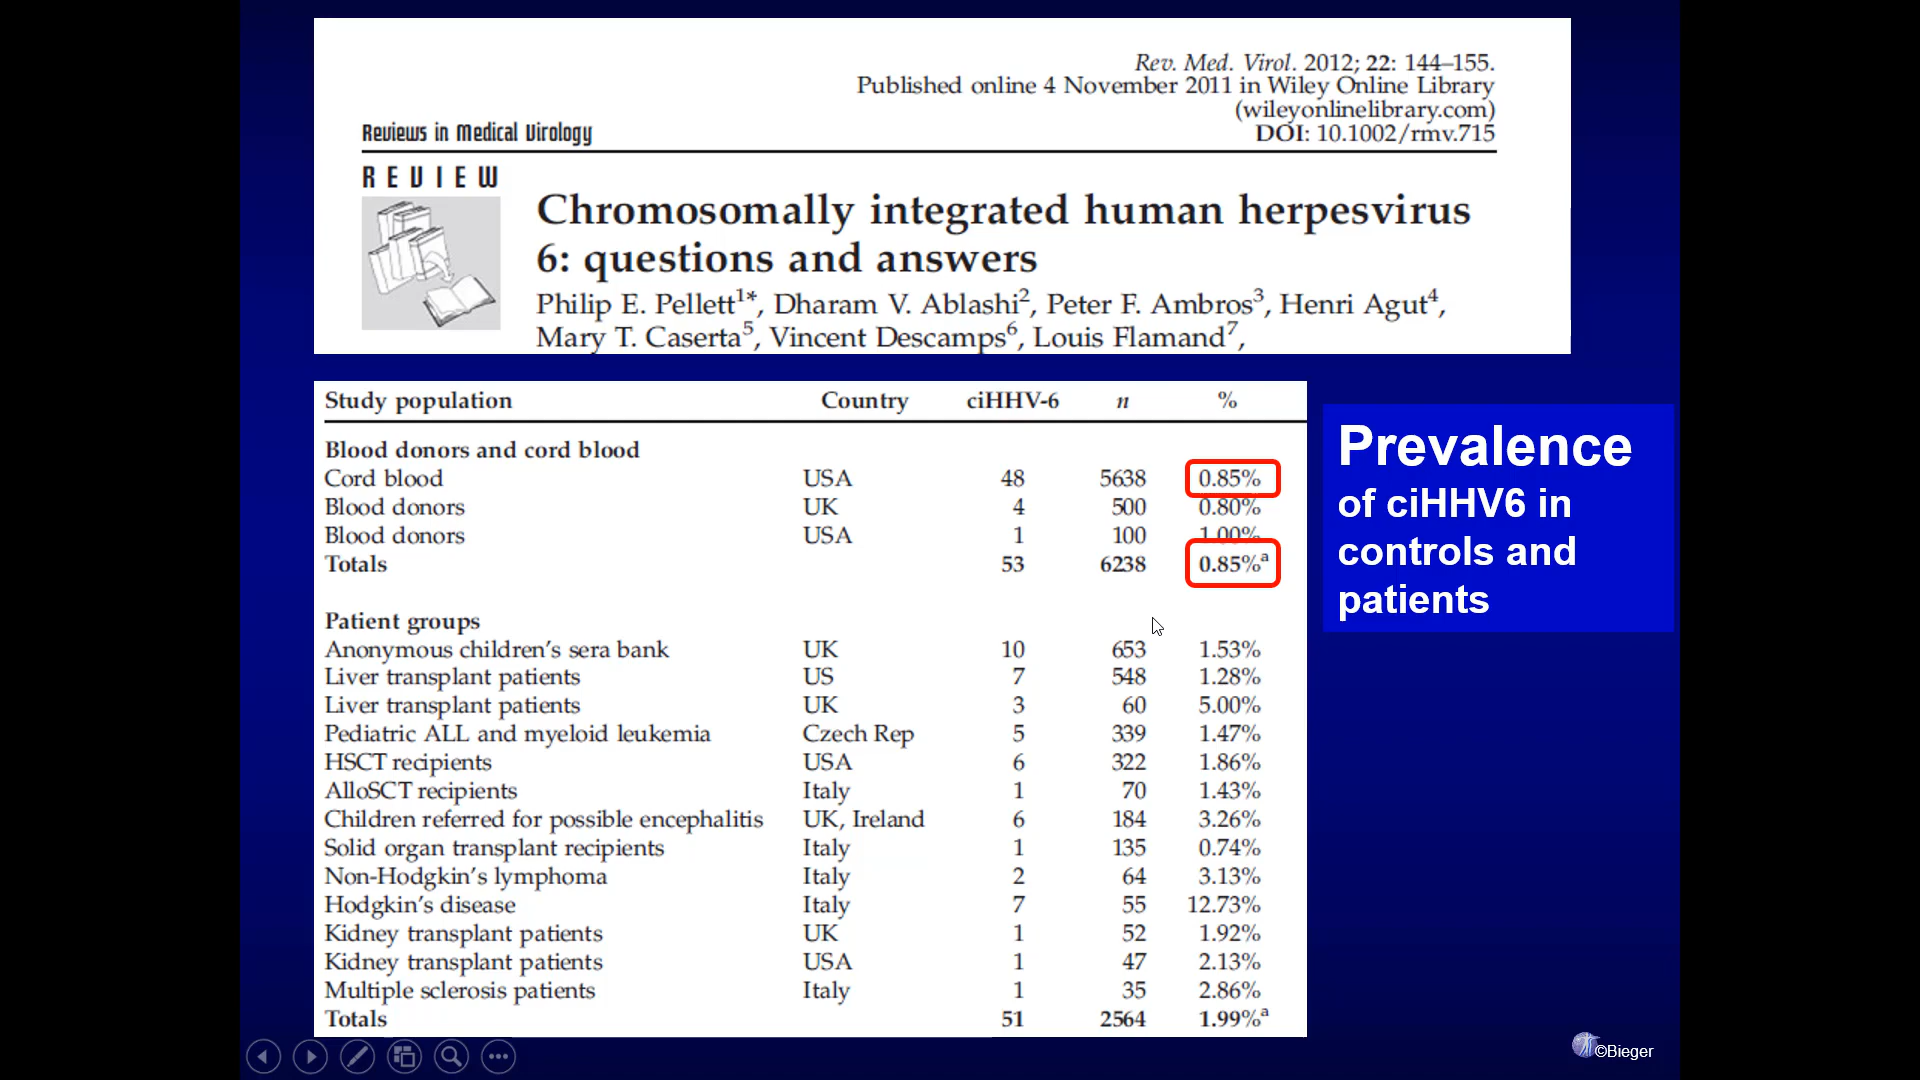 Rev. Med. Virol. 2012; 22: 144–155.
Published online 4 November 2011 in Wiley Online Library
(wileyonlinelibrary.com)
Reviews in Medical Virology DOI: 10.1002/rmv.715
REVIEW
Chromosomally integrated human herpesvirus
6: questions and answers
Philip E. Pellett1*, Dharam V. Ablashi2, Peter F. Ambros3, Henri Agut4,
Mary T. Caserta5, Vincent Descamps6, Louis Flamand7,
Study population Country ciHHV-6 n %
Blood donors and cord blood
Cord blood USA 48 5638 0.85%
Blood donors UK 4 500 0.80%
Blood donors USA 1 100 1.00%
Totals 53 6238 0.85%a
Patient groups
Anonymous children's sera bank UK 10 653 1.53%
Liver transplant patients US 7 548 1.28%
Liver transplant patients UK 3 60 5.00%
Pediatric ALL and myeloid leukemia Czech Rep 5 339 1.47%
HSCT recipients USA 6 322 1.86%
AlloSCT recipients Italy 1 70 1.43%
Children referred for possible encephalitis UK, Ireland 6 184 3.26%
Solid organ transplant recipients Italy 1 135 0.74%
Non-Hodgkin's lymphoma Italy 2 64 3.13%
Hodgkin's disease Italy 7 55 12.73%
Kidney transplant patients UK 1 52 1.92%
Kidney transplant patients USA 1 47 2.13%
Multiple sclerosis patients Italy 1 35 2.86%
Totals 51 2564 1.99%a
Prevalence
of ciHHV6 in
controls and
patients
©Bieger